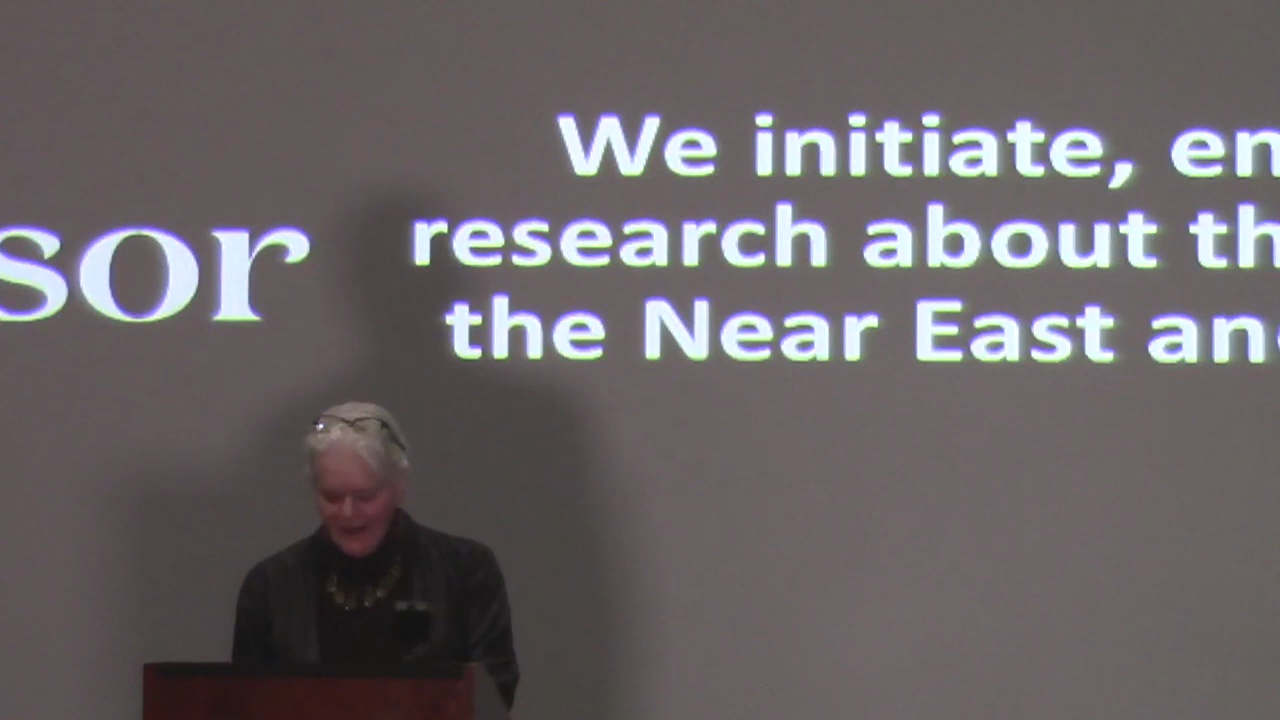 sor
We initiate, en
research about th
the Near East an